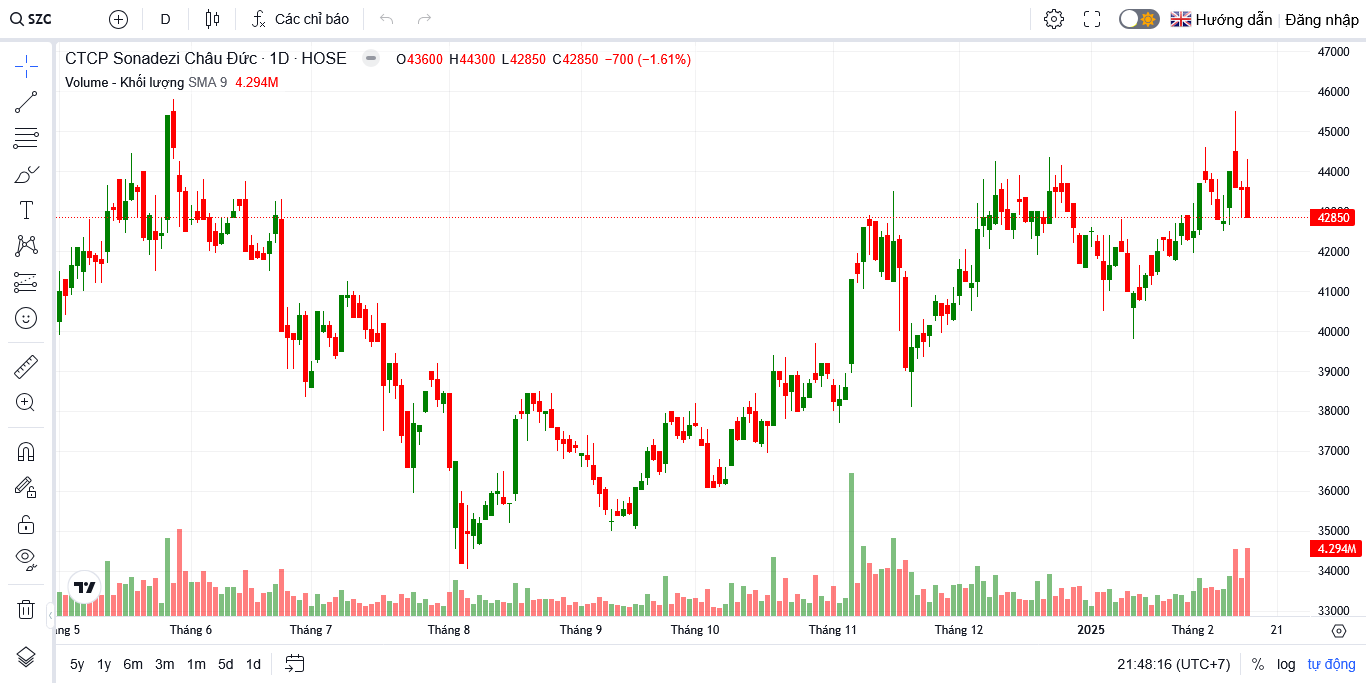 SZC D Các chỉ báo Hướng dẫn Đăng nhập
CTCP Sonadezi Châu Đức · 1D · HOSE O43600 H44300 L42850 C42850 −700 (−1.61%)
Volume - Khối lượng SMA 9 4.294M
47000
46000
45000
44000
42850
42000
41000
40000
39000
38000
37000
36000
35000
4.294M
34000
33000
ng 5 Tháng 6 Tháng 7 Tháng 8 Tháng 9 Tháng 10 Tháng 11 Tháng 12 2025 Tháng 2 21
5y 1y 6m 3m 1m 5d 1d 21:48:16 (UTC+7) % log tự động